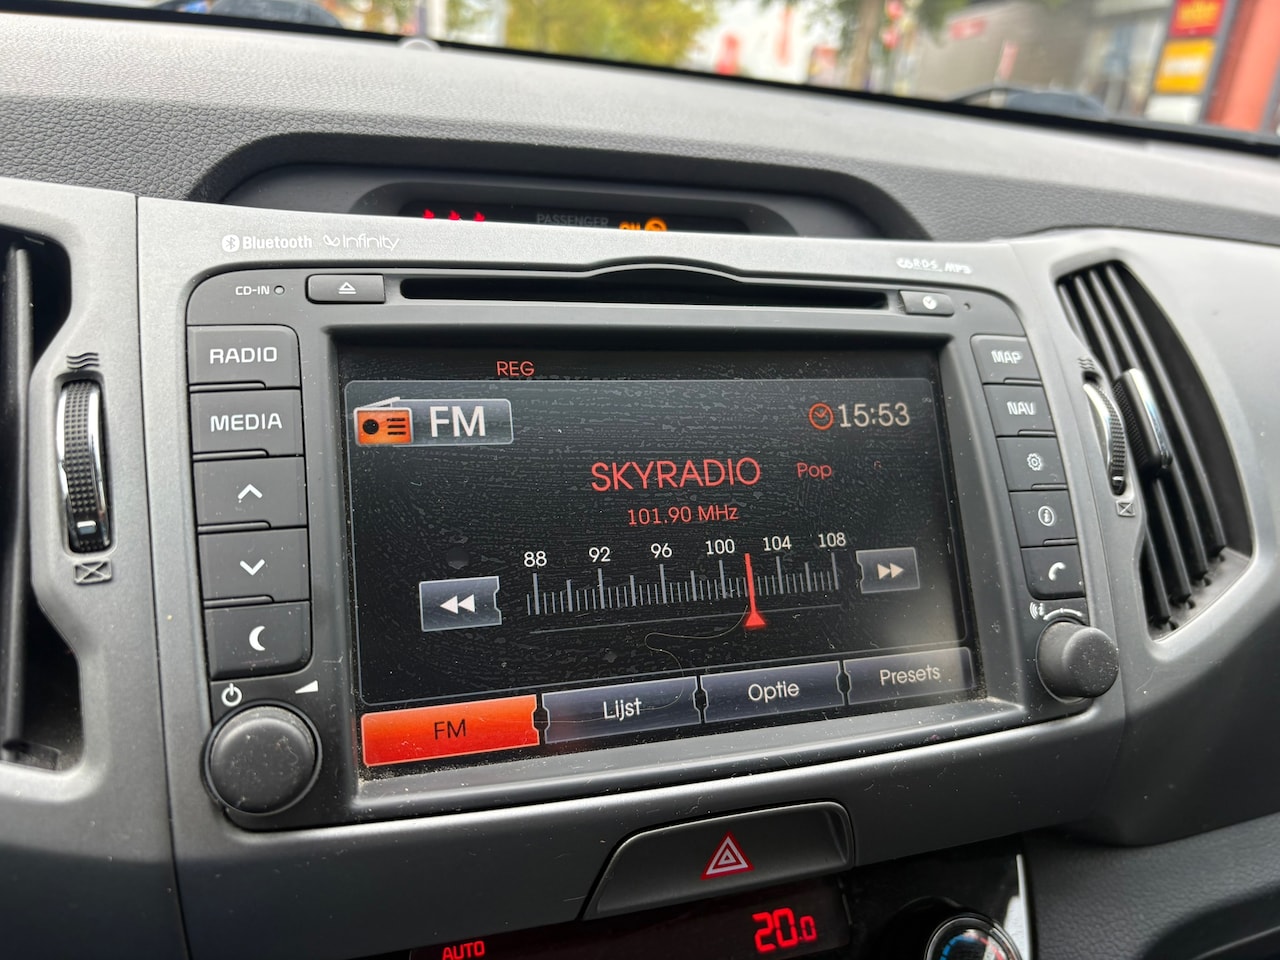 PASSENGER
Bluetooth infinity
R·D·S MP3
CD-IN
RADIO
MEDIA
MAP
NAV
REG
FM
15:53
SKYRADIO Pop
101.90 MHz
88 92 96 100 104 108
FM Lijst Optie Presets
AUTO
20.0